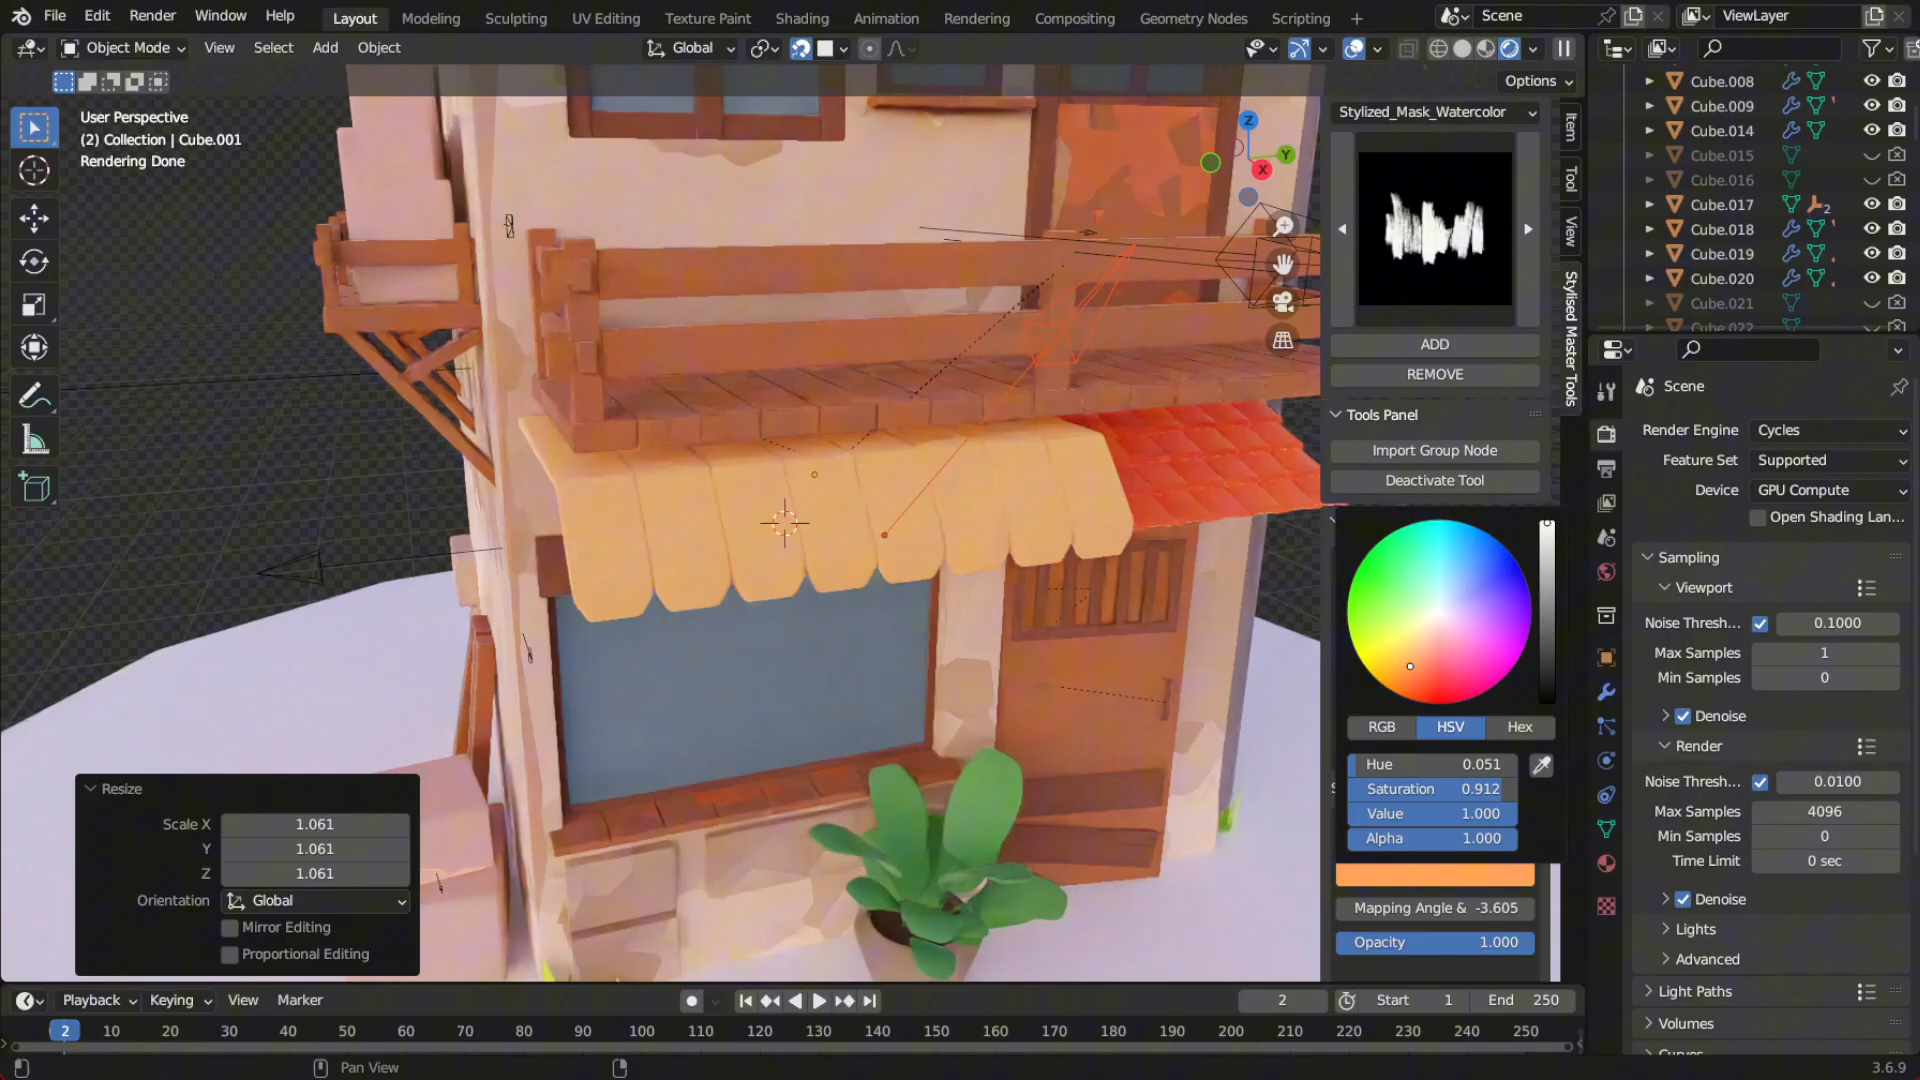 File Edit Render Window Help Layout Modeling Sculpting UV Editing Texture Paint Shading Animation Rendering Compositing Geometry Nodes Scripting + Scene ViewLayer
Object Mode View Select Add Object Global
Options
User Perspective
(2) Collection | Cube.001
Rendering Done
Z
Y
X
Stylized_Mask_Watercolor
ADD
REMOVE
Tools Panel
Import Group Node
Deactivate Tool
RGB HSV Hex
Hue 0.051
Saturation 0.912
Value 1.000
Alpha 1.000
Mapping Angle & -3.605
Opacity 1.000
Item
Tool
View
Stylised Master Tools
Cube.008
Cube.009
Cube.014
Cube.015
Cube.016
Cube.017 2
Cube.018
Cube.019
Cube.020
Cube.021
Cube.022
Scene
Render Engine Cycles
Feature Set Supported
Device GPU Compute
Open Shading Lan...
Sampling
Viewport
Noise Thresh... 0.1000
Max Samples 1
Min Samples 0
Denoise
Render
Noise Thresh... 0.0100
Max Samples 4096
Min Samples 0
Time Limit 0 sec
Denoise
Lights
Advanced
Light Paths
Volumes
Curves
Resize
Scale X 1.061
Y 1.061
Z 1.061
Orientation Global
Mirror Editing
Proportional Editing
Playback Keying View Marker 2 Start 1 End 250
2 10 20 30 40 50 60 70 80 90 100 110 120 130 140 150 160 170 180 190 200 210 220 230 240 250
Pan View 3.6.9